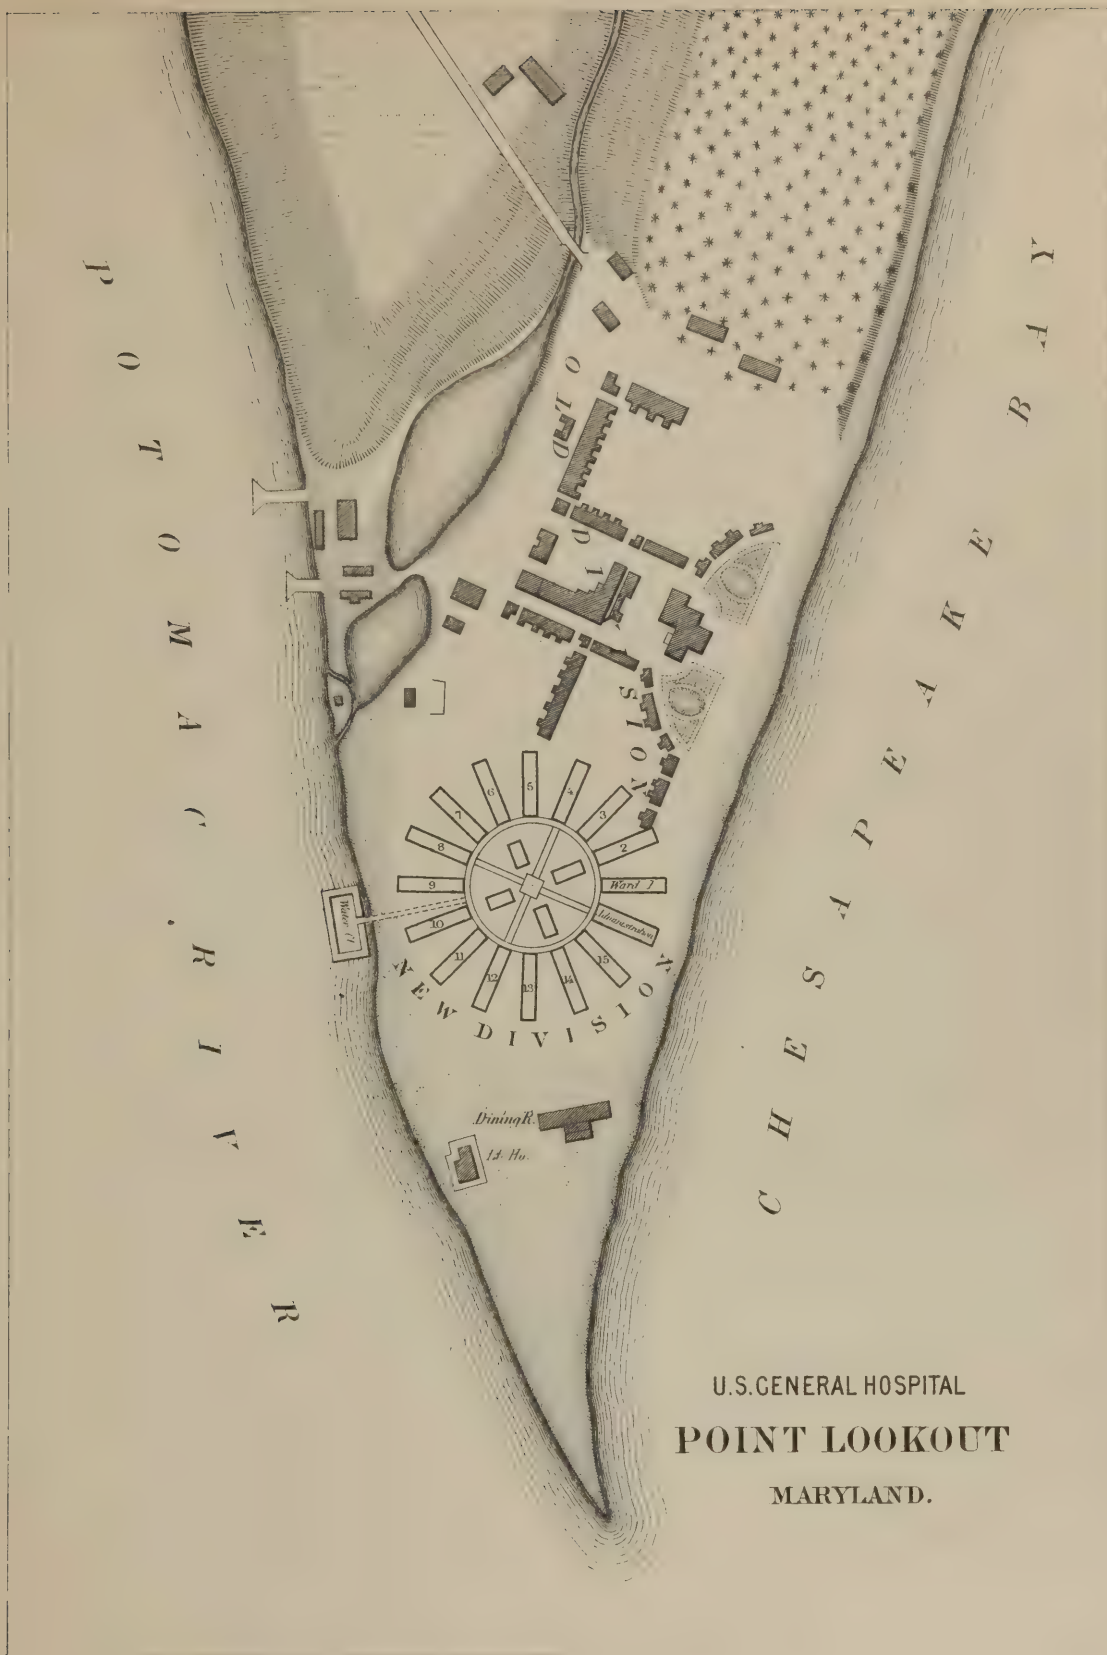 POTOMAC RIVER
CHESAPEAKE BAY
OLD DIVISION
5
4
6
3
7
2
8
Ward 1
9
Administration
Water Cl.
10
15
11
14
12
13
NEW DIVISION
Dining R.
Lt. Ho.
U.S. GENERAL HOSPITAL
POINT LOOKOUT
MARYLAND.